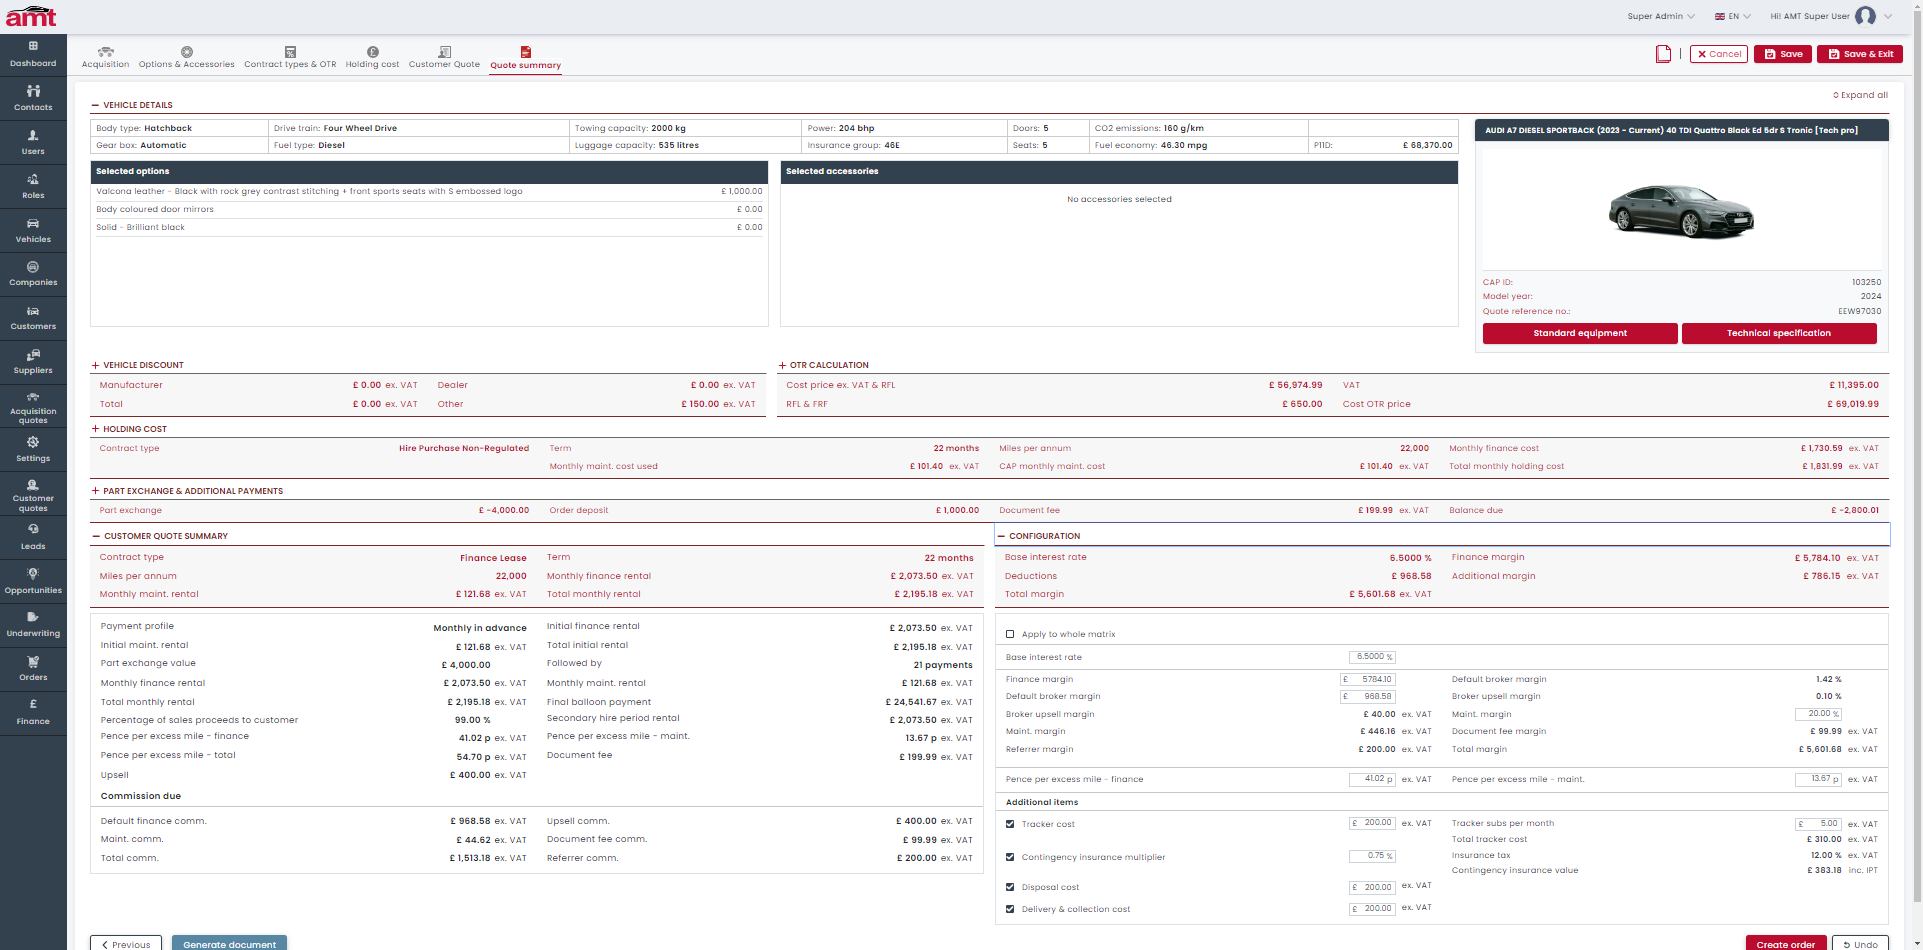 amt
Super Admin
EN
Hi! AMT Super User
Dashboard
Contacts
Users
Roles
Vehicles
Companies
Customers
Suppliers
Acquisition quotes
Settings
Customer quotes
Leads
Opportunities
Underwriting
Orders
Finance
Acquisition
Options & Accessories
Contract types & OTR
Holding cost
Customer Quote
Quote summary
Cancel
Save
Save & Exit
VEHICLE DETAILS
Expand all
Body type: Hatchback Drive train: Four Wheel Drive Towing capacity: 2000 kg Power: 204 bhp Doors: 5 CO2 emissions: 160 g/km
Gear box: Automatic Fuel type: Diesel Luggage capacity: 535 litres Insurance group: 46E Seats: 5 Fuel economy: 46.30 mpg P11D: £ 68,370.00
Selected options
Valcona leather - Black with rock grey contrast stitching + front sports seats with S embossed logo £ 1,000.00
Body coloured door mirrors £ 0.00
Solid - Brilliant black £ 0.00
Selected accessories
No accessories selected
AUDI A7 DIESEL SPORTBACK (2023 - Current) 40 TDI Quattro Black Ed 5dr S Tronic [Tech pro]
CAP ID: 103250
Model year: 2024
Quote reference no.: EEW97030
Standard equipment
Technical specification
VEHICLE DISCOUNT
Manufacturer £ 0.00 ex. VAT Dealer £ 0.00 ex. VAT
Total £ 0.00 ex. VAT Other £ 150.00 ex. VAT
OTR CALCULATION
Cost price ex. VAT & RFL £ 56,974.99 VAT £ 11,395.00
RFL & FRF £ 650.00 Cost OTR price £ 69,019.99
HOLDING COST
Contract type Hire Purchase Non-Regulated Term 22 months Miles per annum 22,000 Monthly finance cost £ 1,730.59 ex. VAT
Monthly maint. cost used £ 101.40 ex. VAT CAP monthly maint. cost £ 101.40 ex. VAT Total monthly holding cost £ 1,831.99 ex. VAT
PART EXCHANGE & ADDITIONAL PAYMENTS
Part exchange £ -4,000.00 Order deposit £ 1,000.00 Document fee £ 199.99 ex. VAT Balance due £ -2,800.01
CUSTOMER QUOTE SUMMARY
Contract type Finance Lease Term 22 months
Miles per annum 22,000 Monthly finance rental £ 2,073.50 ex. VAT
Monthly maint. rental £ 121.68 ex. VAT Total monthly rental £ 2,195.18 ex. VAT
Payment profile Monthly in advance Initial finance rental £ 2,073.50 ex. VAT
Initial maint. rental £ 121.68 ex. VAT Total initial rental £ 2,195.18 ex. VAT
Part exchange value £ 4,000.00 Followed by 21 payments
Monthly finance rental £ 2,073.50 ex. VAT Monthly maint. rental £ 121.68 ex. VAT
Total monthly rental £ 2,195.18 ex. VAT Final balloon payment £ 24,541.67 ex. VAT
Percentage of sales proceeds to customer 99.00 % Secondary hire period rental £ 2,073.50 ex. VAT
Pence per excess mile - finance 41.02 p ex. VAT Pence per excess mile - maint. 13.67 p ex. VAT
Pence per excess mile - total 54.70 p ex. VAT Document fee £ 199.99 ex. VAT
Upsell £ 400.00 ex. VAT
Commission due
Default finance comm. £ 968.58 ex. VAT Upsell comm. £ 400.00 ex. VAT
Maint. comm. £ 44.62 ex. VAT Document fee comm. £ 99.99 ex. VAT
Total comm. £ 1,513.18 ex. VAT Referrer comm. £ 200.00 ex. VAT
CONFIGURATION
Base interest rate 6.5000 % Finance margin £ 5,784.10 ex. VAT
Deductions £ 968.58 Additional margin £ 786.15 ex. VAT
Total margin £ 5,601.68 ex. VAT
Apply to whole matrix
Base interest rate 6.5000 %
Finance margin £ 5784.10 Default broker margin 1.42 %
Default broker margin £ 968.58 Broker upsell margin 0.10 %
Broker upsell margin £ 40.00 ex. VAT Maint. margin 20.00 %
Maint. margin £ 446.16 ex. VAT Document fee margin £ 99.99 ex. VAT
Referrer margin £ 200.00 ex. VAT Total margin £ 5,601.68 ex. VAT
Pence per excess mile - finance 41.02 p ex. VAT Pence per excess mile - maint. 13.67 p ex. VAT
Additional items
Tracker cost £ 200.00 ex. VAT Tracker subs per month £ 5.00 ex. VAT
Total tracker cost £ 310.00 ex. VAT
Contingency insurance multiplier 0.75 % Insurance tax 12.00 % ex. VAT
Contingency insurance value £ 383.18 inc. IPT
Disposal cost £ 200.00 ex. VAT
Delivery & collection cost £ 200.00 ex. VAT
Previous
Generate document
Create order
Undo